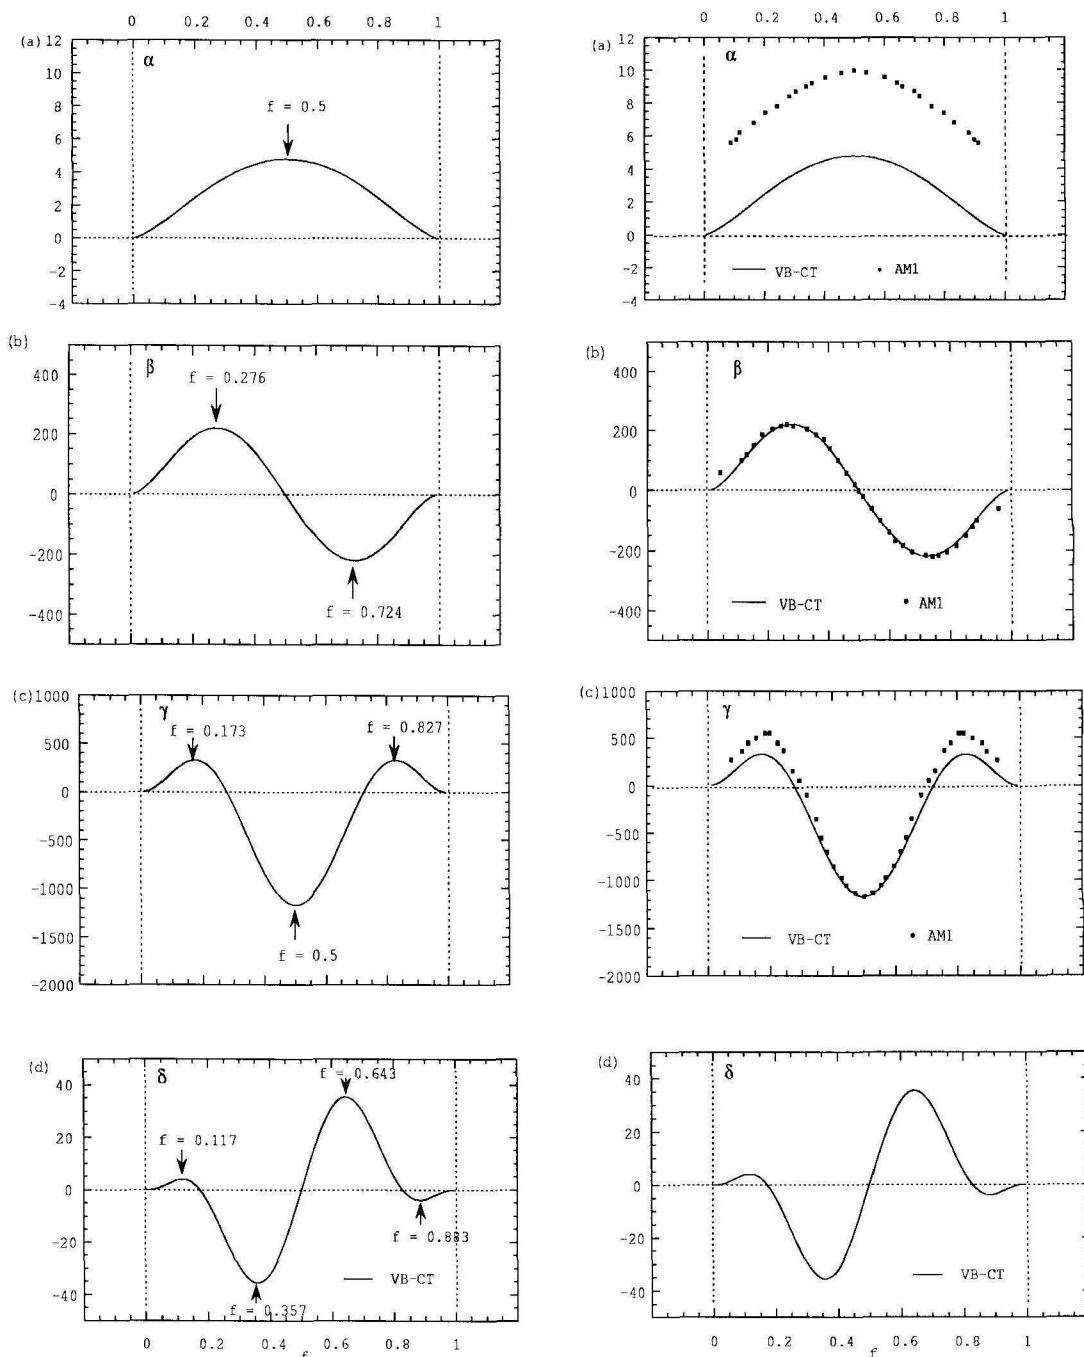 0 0.2 0.4 0.6 0.8 1
(a) 12
α
10
8
f = 0.5
6
4
2
0
-2
-4
(b)
400
β
f = 0.276
200
0
-200
f = 0.724
-400
(c) 1000
γ
f = 0.827
f = 0.173
500
0
-500
-1000
-1500
f = 0.5
-2000
(d)
δ
f = 0.643
40
f = 0.117
20
0
f = 0.883
-20
VB-CT
-40
f = 0.357
0 0.2 0.4 0.6 0.8 1
f
0 0.2 0.4 0.6 0.8 1
(a) 12
α
10
8
6
4
2
0
-2
VB-CT AM1
-4
(b)
400
β
200
0
-200
VB-CT AM1
-400
(c) 1000
γ
500
0
-500
-1000
-1500
VB-CT AM1
-2000
(d)
δ
40
20
0
-20
VB-CT
-40
0 0.2 0.4 0.6 0.8 1
f